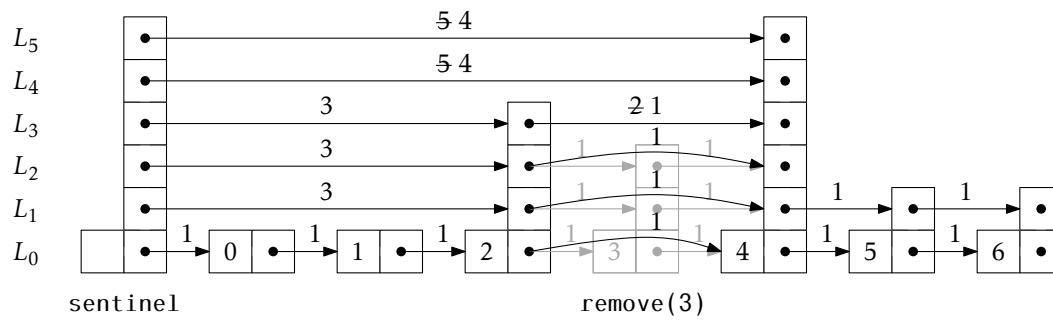 L5 5 4
L4 5 4
L3 3 2 1
L2 3 1 1 1
L1 3 1 1 1 1 1
L0 1 0 1 1 1 2 1 1 3 1 4 1 5 1 6
sentinel remove(3)